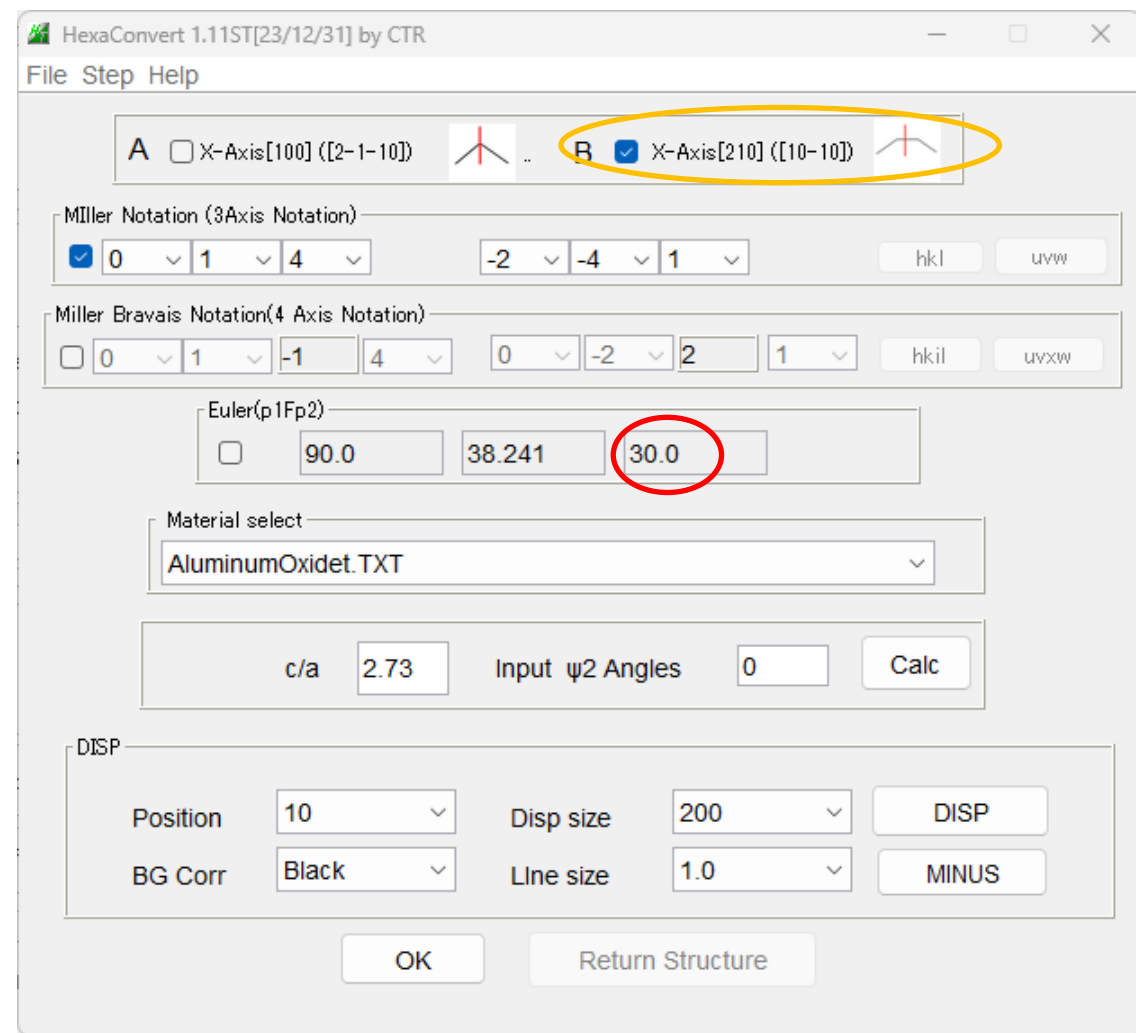 HexaConvert 1.11ST[23/12/31] by CTR
File Step Help
A X-Axis[100] ([2-1-10]) .. B X-Axis[210] ([10-10])
MIller Notation (3Axis Notation)
0 1 4 -2 -4 1 hkl uvw
Miller Bravais Notation(4 Axis Notation)
0 1 -1 4 0 -2 2 1 hkil uvxw
Euler(p1Fp2)
90.0 38.241 30.0
Material select
AluminumOxidet.TXT
c/a 2.73 Input ψ2 Angles 0 Calc
DISP
Position 10 Disp size 200 DISP
BG Corr Black LIne size 1.0 MINUS
OK Return Structure